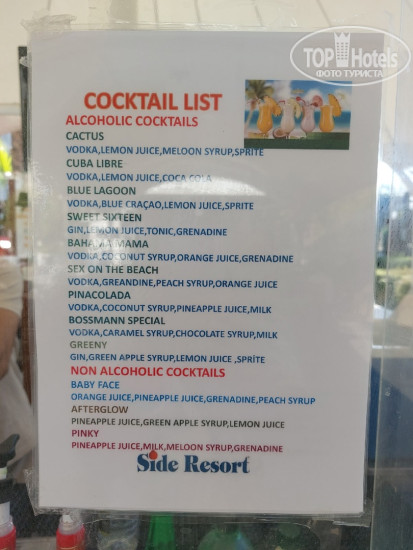 TOP Hotels
ФОТО ТУРИСТА
COCKTAIL LIST
ALCOHOLIC COCKTAILS
CACTUS
VODKA,LEMON JUICE,MELOON SYRUP,SPRITE
CUBA LIBRE
VODKA,LEMON JUICE,COCA COLA
BLUE LAGOON
VODKA,BLUE CRAÇAO,LEMON JUICE,SPRITE
SWEET SIXTEEN
GIN,LEMON JUICE,TONIC,GRENADINE
BAHAMA MAMA
VODKA,COCONUT SYRUP,ORANGE JUICE,GRENADINE
SEX ON THE BEACH
VODKA,GREANDINE,PEACH SYRUP,ORANGE JUICE
PINACOLADA
VODKA,COCONUT SYRUP,PINEAPPLE JUICE,MILK
BOSSMANN SPECIAL
VODKA,CARAMEL SYRUP,CHOCOLATE SYRUP,MILK
GREENY
GIN,GREEN APPLE SYRUP,LEMON JUICE ,SPRİTE
NON ALCOHOLIC COCKTAILS
BABY FACE
ORANGE JUICE,PINEAPPLE JUICE,GRENADINE,PEACH SYRUP
AFTERGLOW
PINEAPPLE JUICE,GREEN APPLE SYRUP,LEMON JUICE
PINKY
PINEAPPLE JUICE,MILK,MELOON SYRUP,GRENADINE
Side Resort